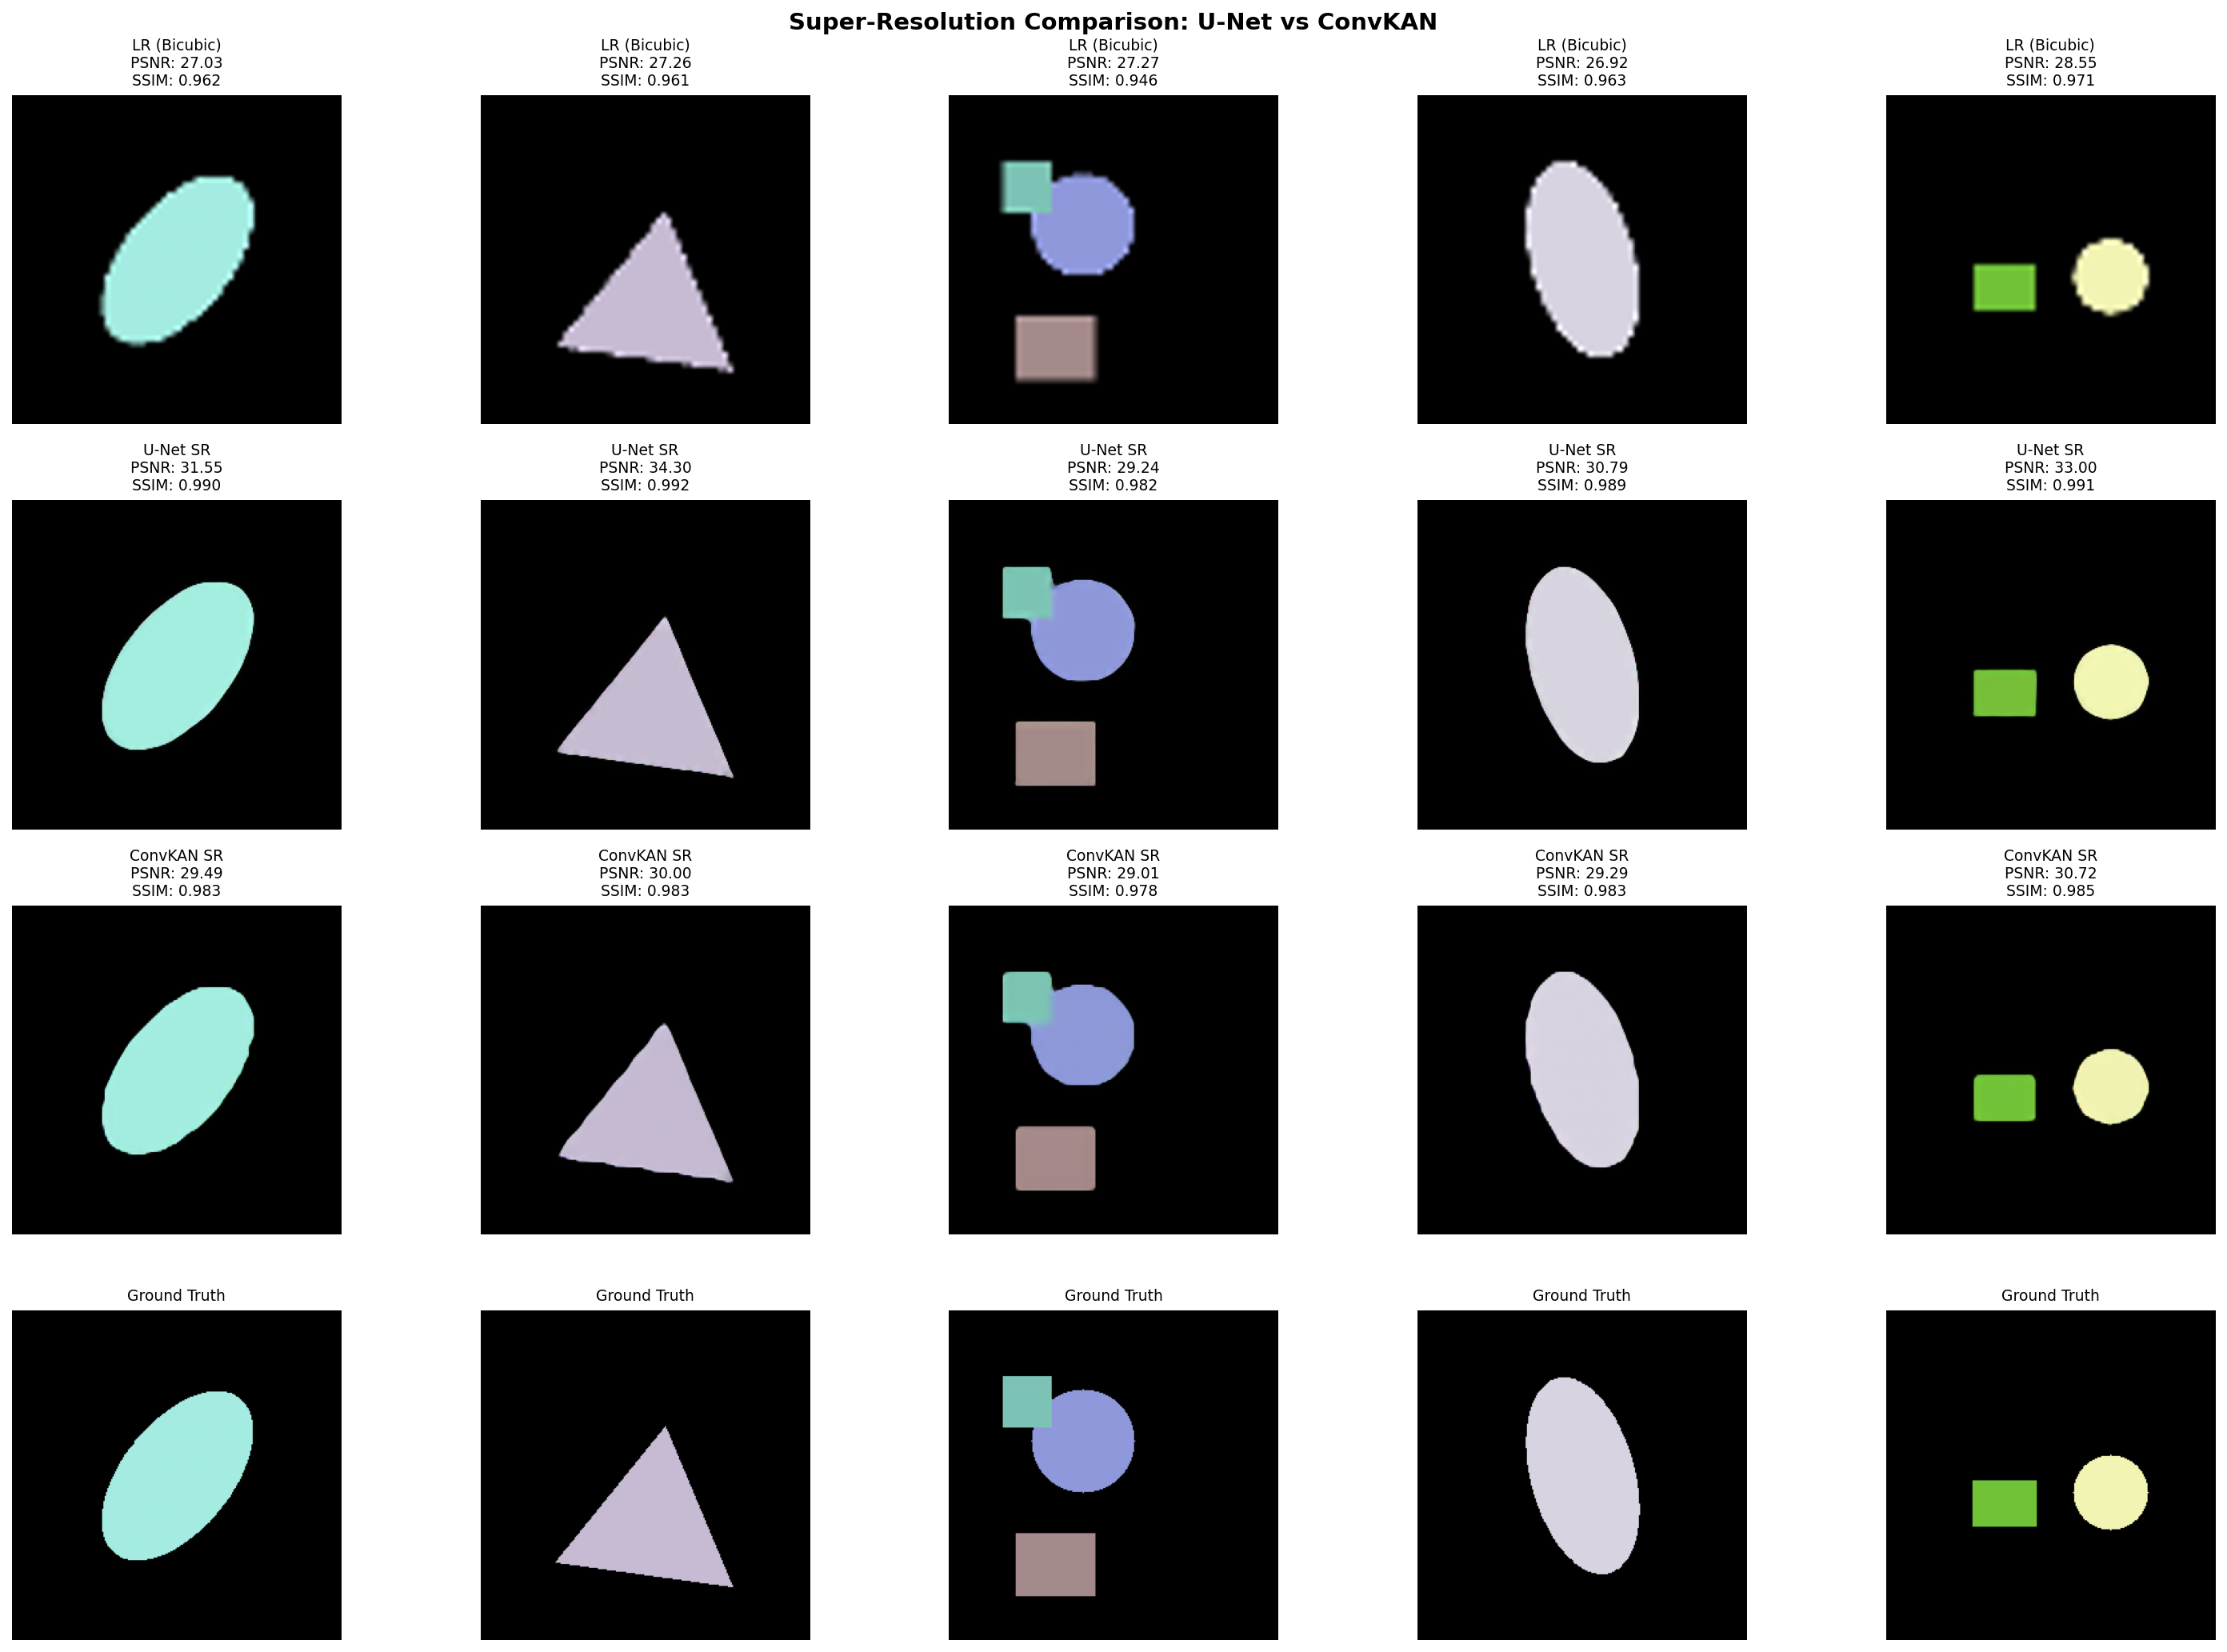 Super-Resolution Comparison: U-Net vs ConvKAN
LR (Bicubic)
PSNR: 27.03
SSIM: 0.962
LR (Bicubic)
PSNR: 27.26
SSIM: 0.961
LR (Bicubic)
PSNR: 27.27
SSIM: 0.946
LR (Bicubic)
PSNR: 26.92
SSIM: 0.963
LR (Bicubic)
PSNR: 28.55
SSIM: 0.971
U-Net SR
PSNR: 31.55
SSIM: 0.990
U-Net SR
PSNR: 34.30
SSIM: 0.992
U-Net SR
PSNR: 29.24
SSIM: 0.982
U-Net SR
PSNR: 30.79
SSIM: 0.989
U-Net SR
PSNR: 33.00
SSIM: 0.991
ConvKAN SR
PSNR: 29.49
SSIM: 0.983
ConvKAN SR
PSNR: 30.00
SSIM: 0.983
ConvKAN SR
PSNR: 29.01
SSIM: 0.978
ConvKAN SR
PSNR: 29.29
SSIM: 0.983
ConvKAN SR
PSNR: 30.72
SSIM: 0.985
Ground Truth
Ground Truth
Ground Truth
Ground Truth
Ground Truth